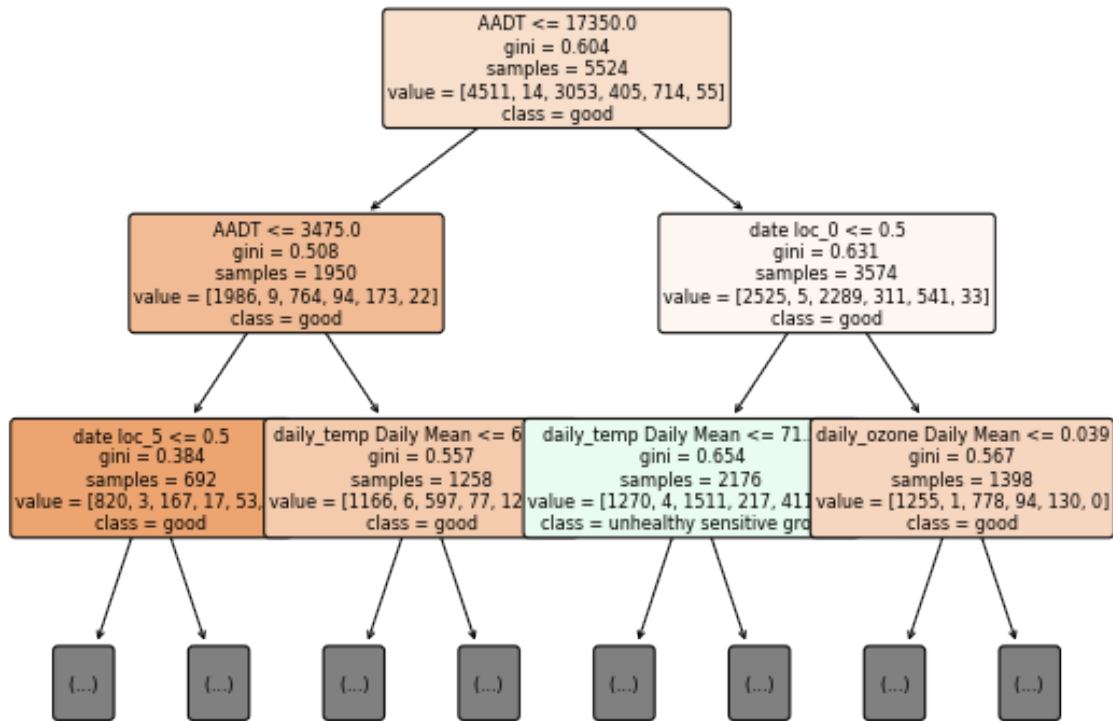 AADT <= 17350.0
gini = 0.604
samples = 5524
value = [4511, 14, 3053, 405, 714, 55]
class = good
AADT <= 3475.0
gini = 0.508
samples = 1950
value = [1986, 9, 764, 94, 173, 22]
class = good
date loc_0 <= 0.5
gini = 0.631
samples = 3574
value = [2525, 5, 2289, 311, 541, 33]
class = good
date loc_5 <= 0.5
gini = 0.384
samples = 692
value = [820, 3, 167, 17, 53,
class = good
daily_temp Daily Mean <= 6
gini = 0.557
samples = 1258
value = [1166, 6, 597, 77, 12
class = good
daily_temp Daily Mean <= 71.
gini = 0.654
samples = 2176
value = [1270, 4, 1511, 217, 411
class = unhealthy sensitive gro
daily_ozone Daily Mean <= 0.039
gini = 0.567
samples = 1398
value = [1255, 1, 778, 94, 130, 0]
class = good
(...)
(...)
(...)
(...)
(...)
(...)
(...)
(...)